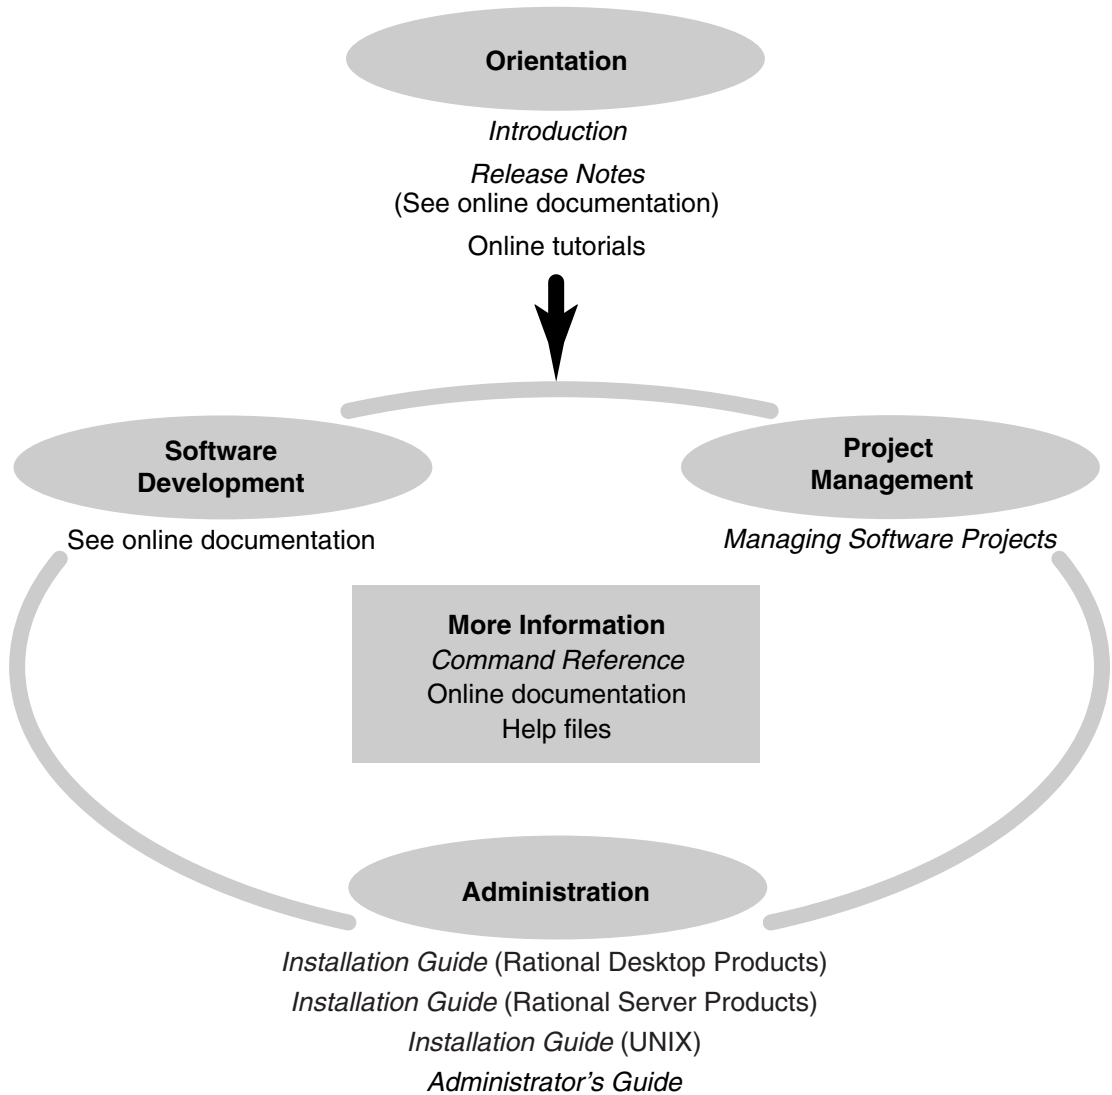 Orientation
Introduction
Release Notes
(See online documentation)
Online tutorials
Software
Development
See online documentation
Project
Management
Managing Software Projects
More Information
Command Reference
Online documentation
Help files
Administration
Installation Guide (Rational Desktop Products)
Installation Guide (Rational Server Products)
Installation Guide (UNIX)
Administrator's Guide